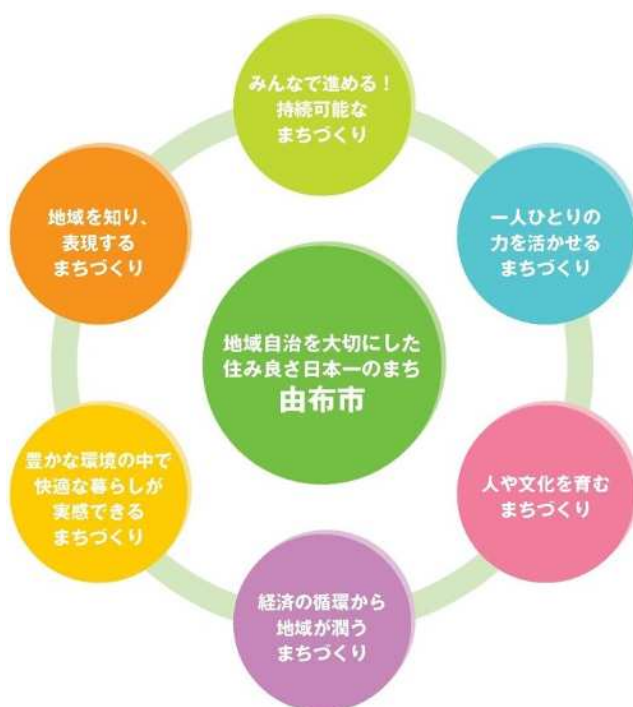 みんなで進める！
持続可能な
まちづくり
一人ひとりの
力を活かせる
まちづくり
人や文化を育む
まちづくり
経済の循環から
地域が潤う
まちづくり
豊かな環境の中で
快適な暮らしが
実感できる
まちづくり
地域を知り、
表現する
まちづくり
地域自治を大切にした
住み良さ日本一のまち
由布市